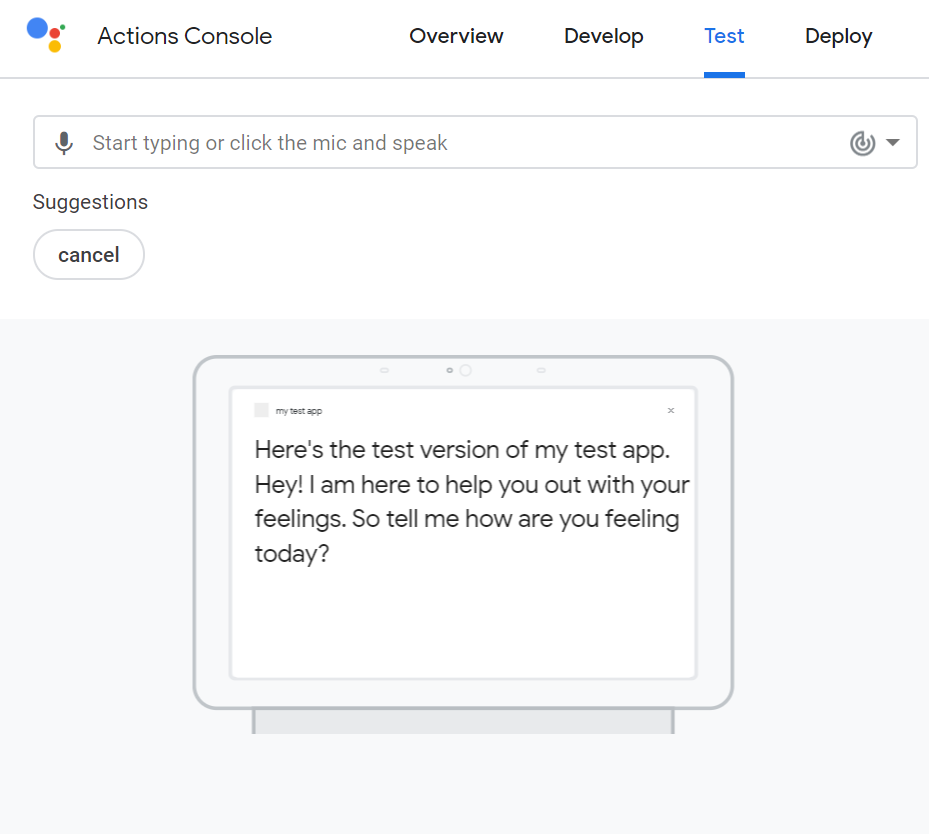 Actions Console
Overview
Develop
Test
Deploy
Start typing or click the mic and speak
Suggestions
cancel
my test app
Here's the test version of my test app.
Hey! I am here to help you out with your
feelings. So tell me how are you feeling
today?